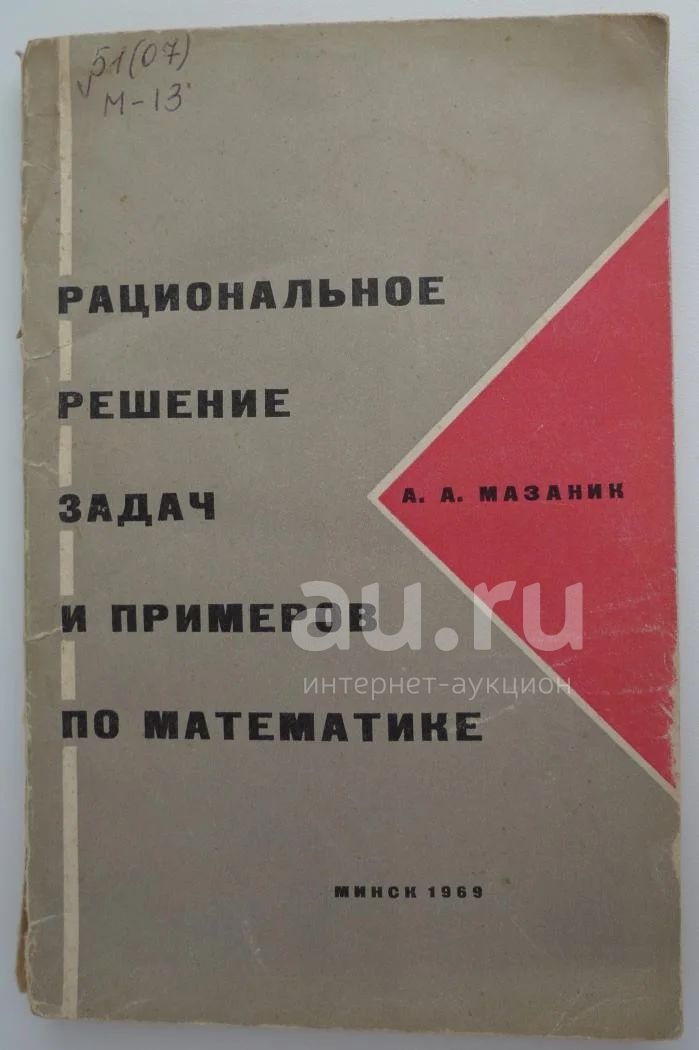 51(07)
М-13
РАЦИОНАЛЬНОЕ
РЕШЕНИЕ
ЗАДАЧ
А. А. МАЗАНИК
И ПРИМЕРОВ
au.ru
интернет-аукцион
ПО МАТЕМАТИКЕ
МИНСК 1969